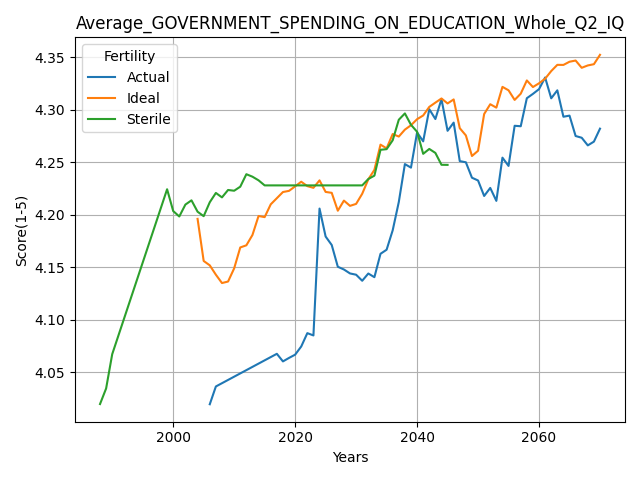 Average_GOVERNMENT_SPENDING_ON_EDUCATION_Whole_Q2_IQ
Fertility
Actual
Ideal
Sterile
4.35
4.30
4.25
4.20
4.15
4.10
4.05
Score(1-5)
2000 2020 2040 2060
Years